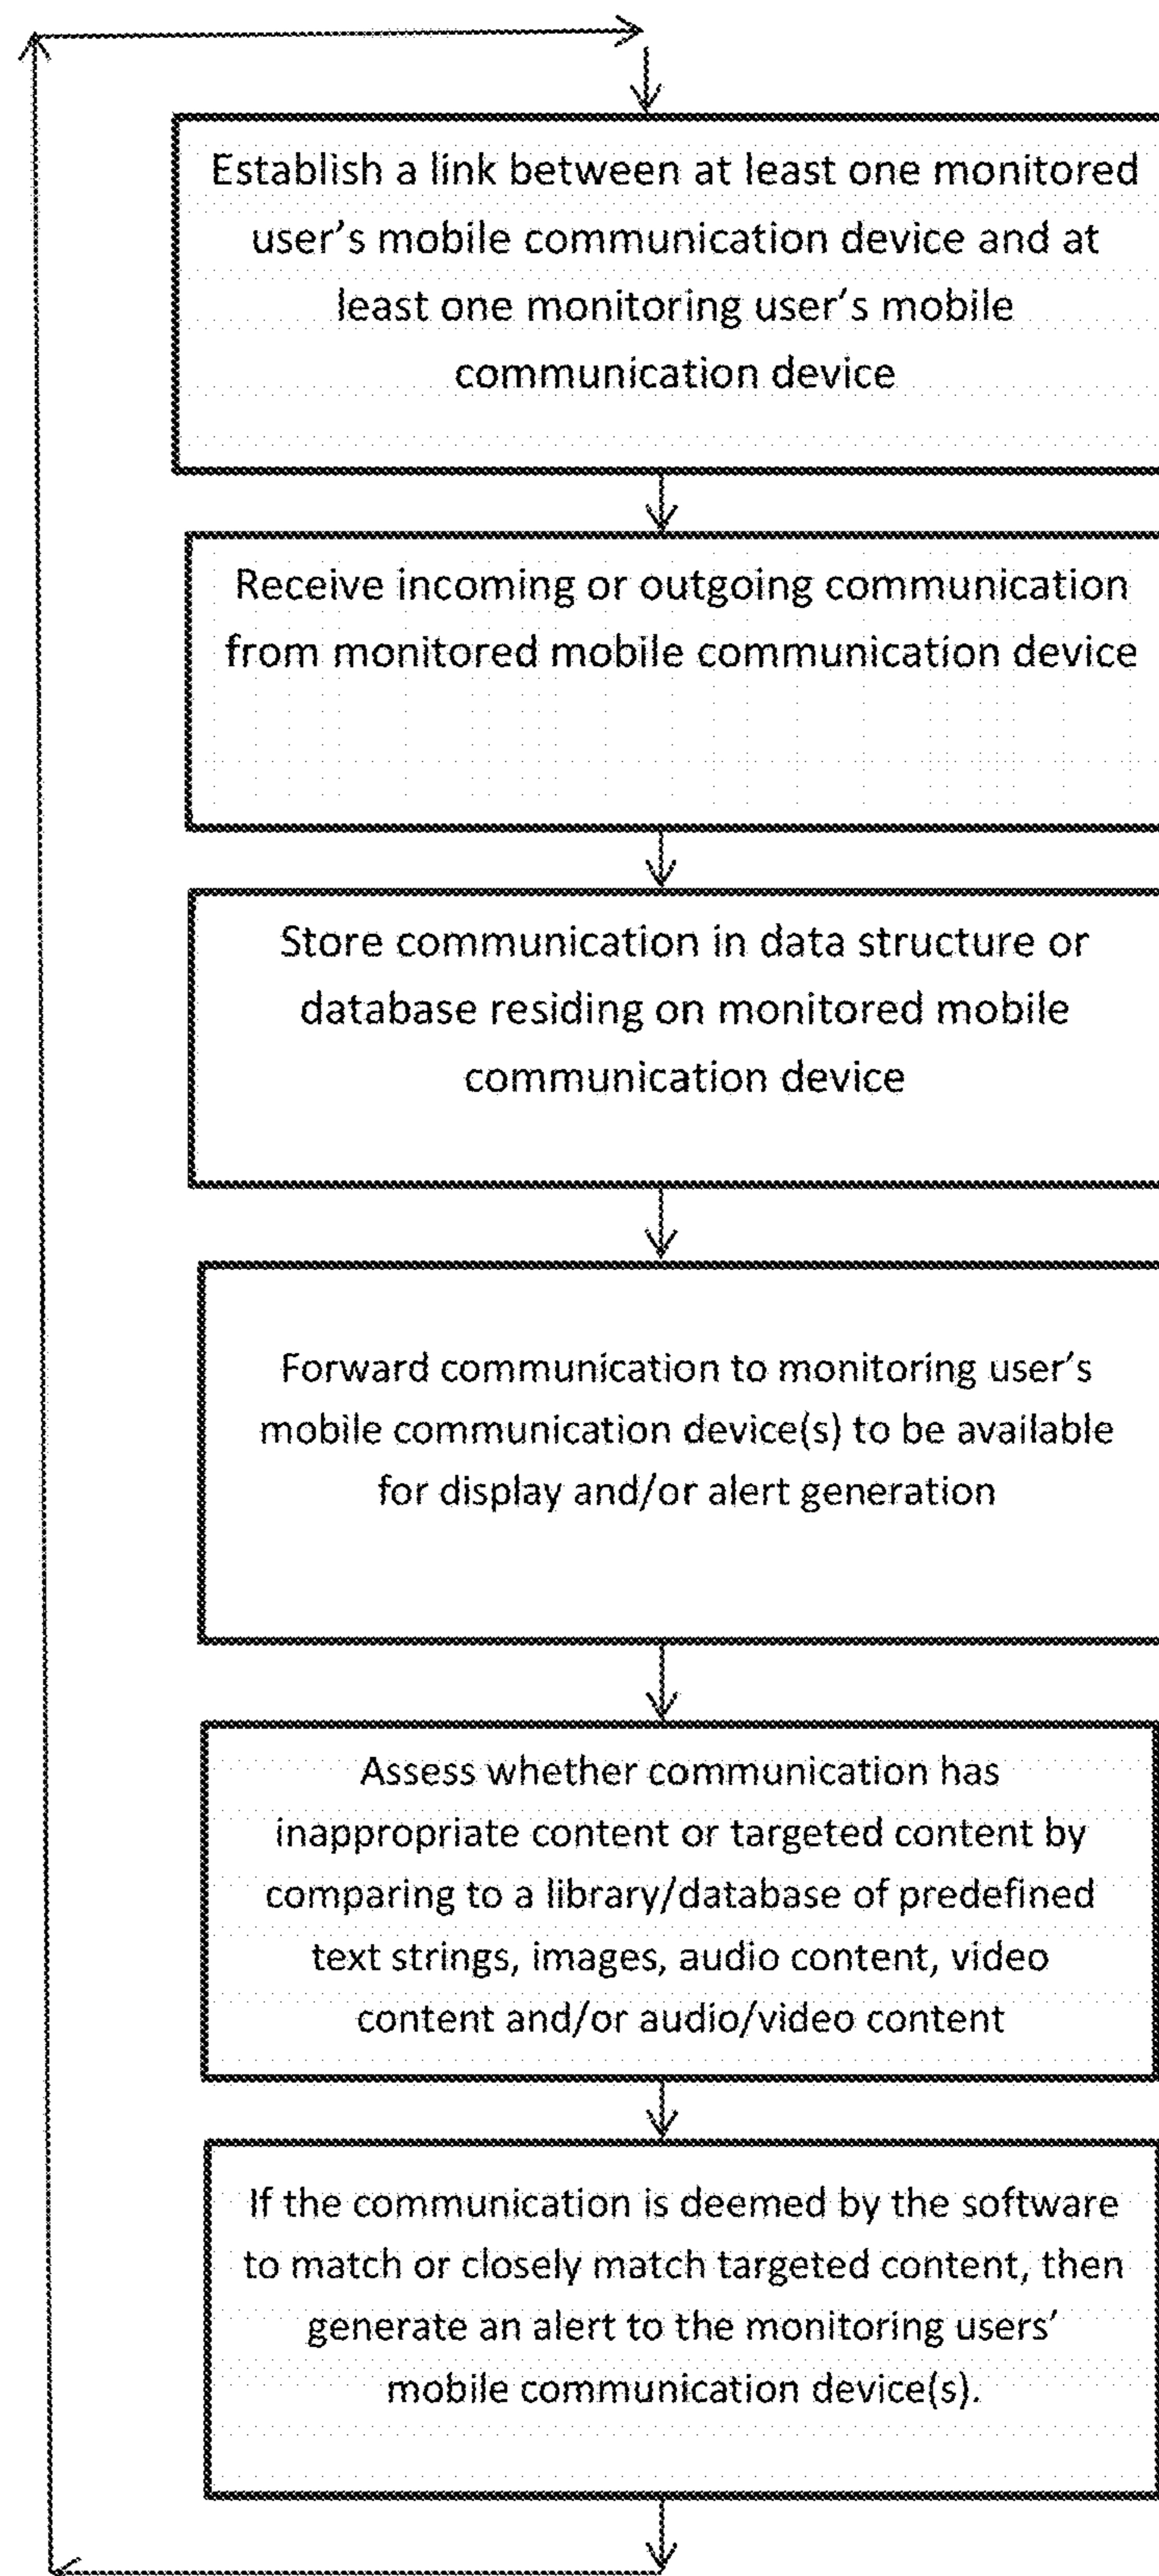 Establish a link between at least one monitored
user's mobile communication device and at
least one monitoring user's mobile
communication device
Receive incoming or outgoing communication
from monitored mobile communication device
Store communication in data structure or
database residing on monitored mobile
communication device
Forward communication to monitoring user's
mobile communication device(s) to be available
for display and/or alert generation
Assess whether communication has
inappropriate content or targeted content by
comparing to a library/database of predefined
text strings, images, audio content, video
content and/or audio/video content
If the communication is deemed by the software
to match or closely match targeted content, then
generate an alert to the monitoring users'
mobile communication device(s).